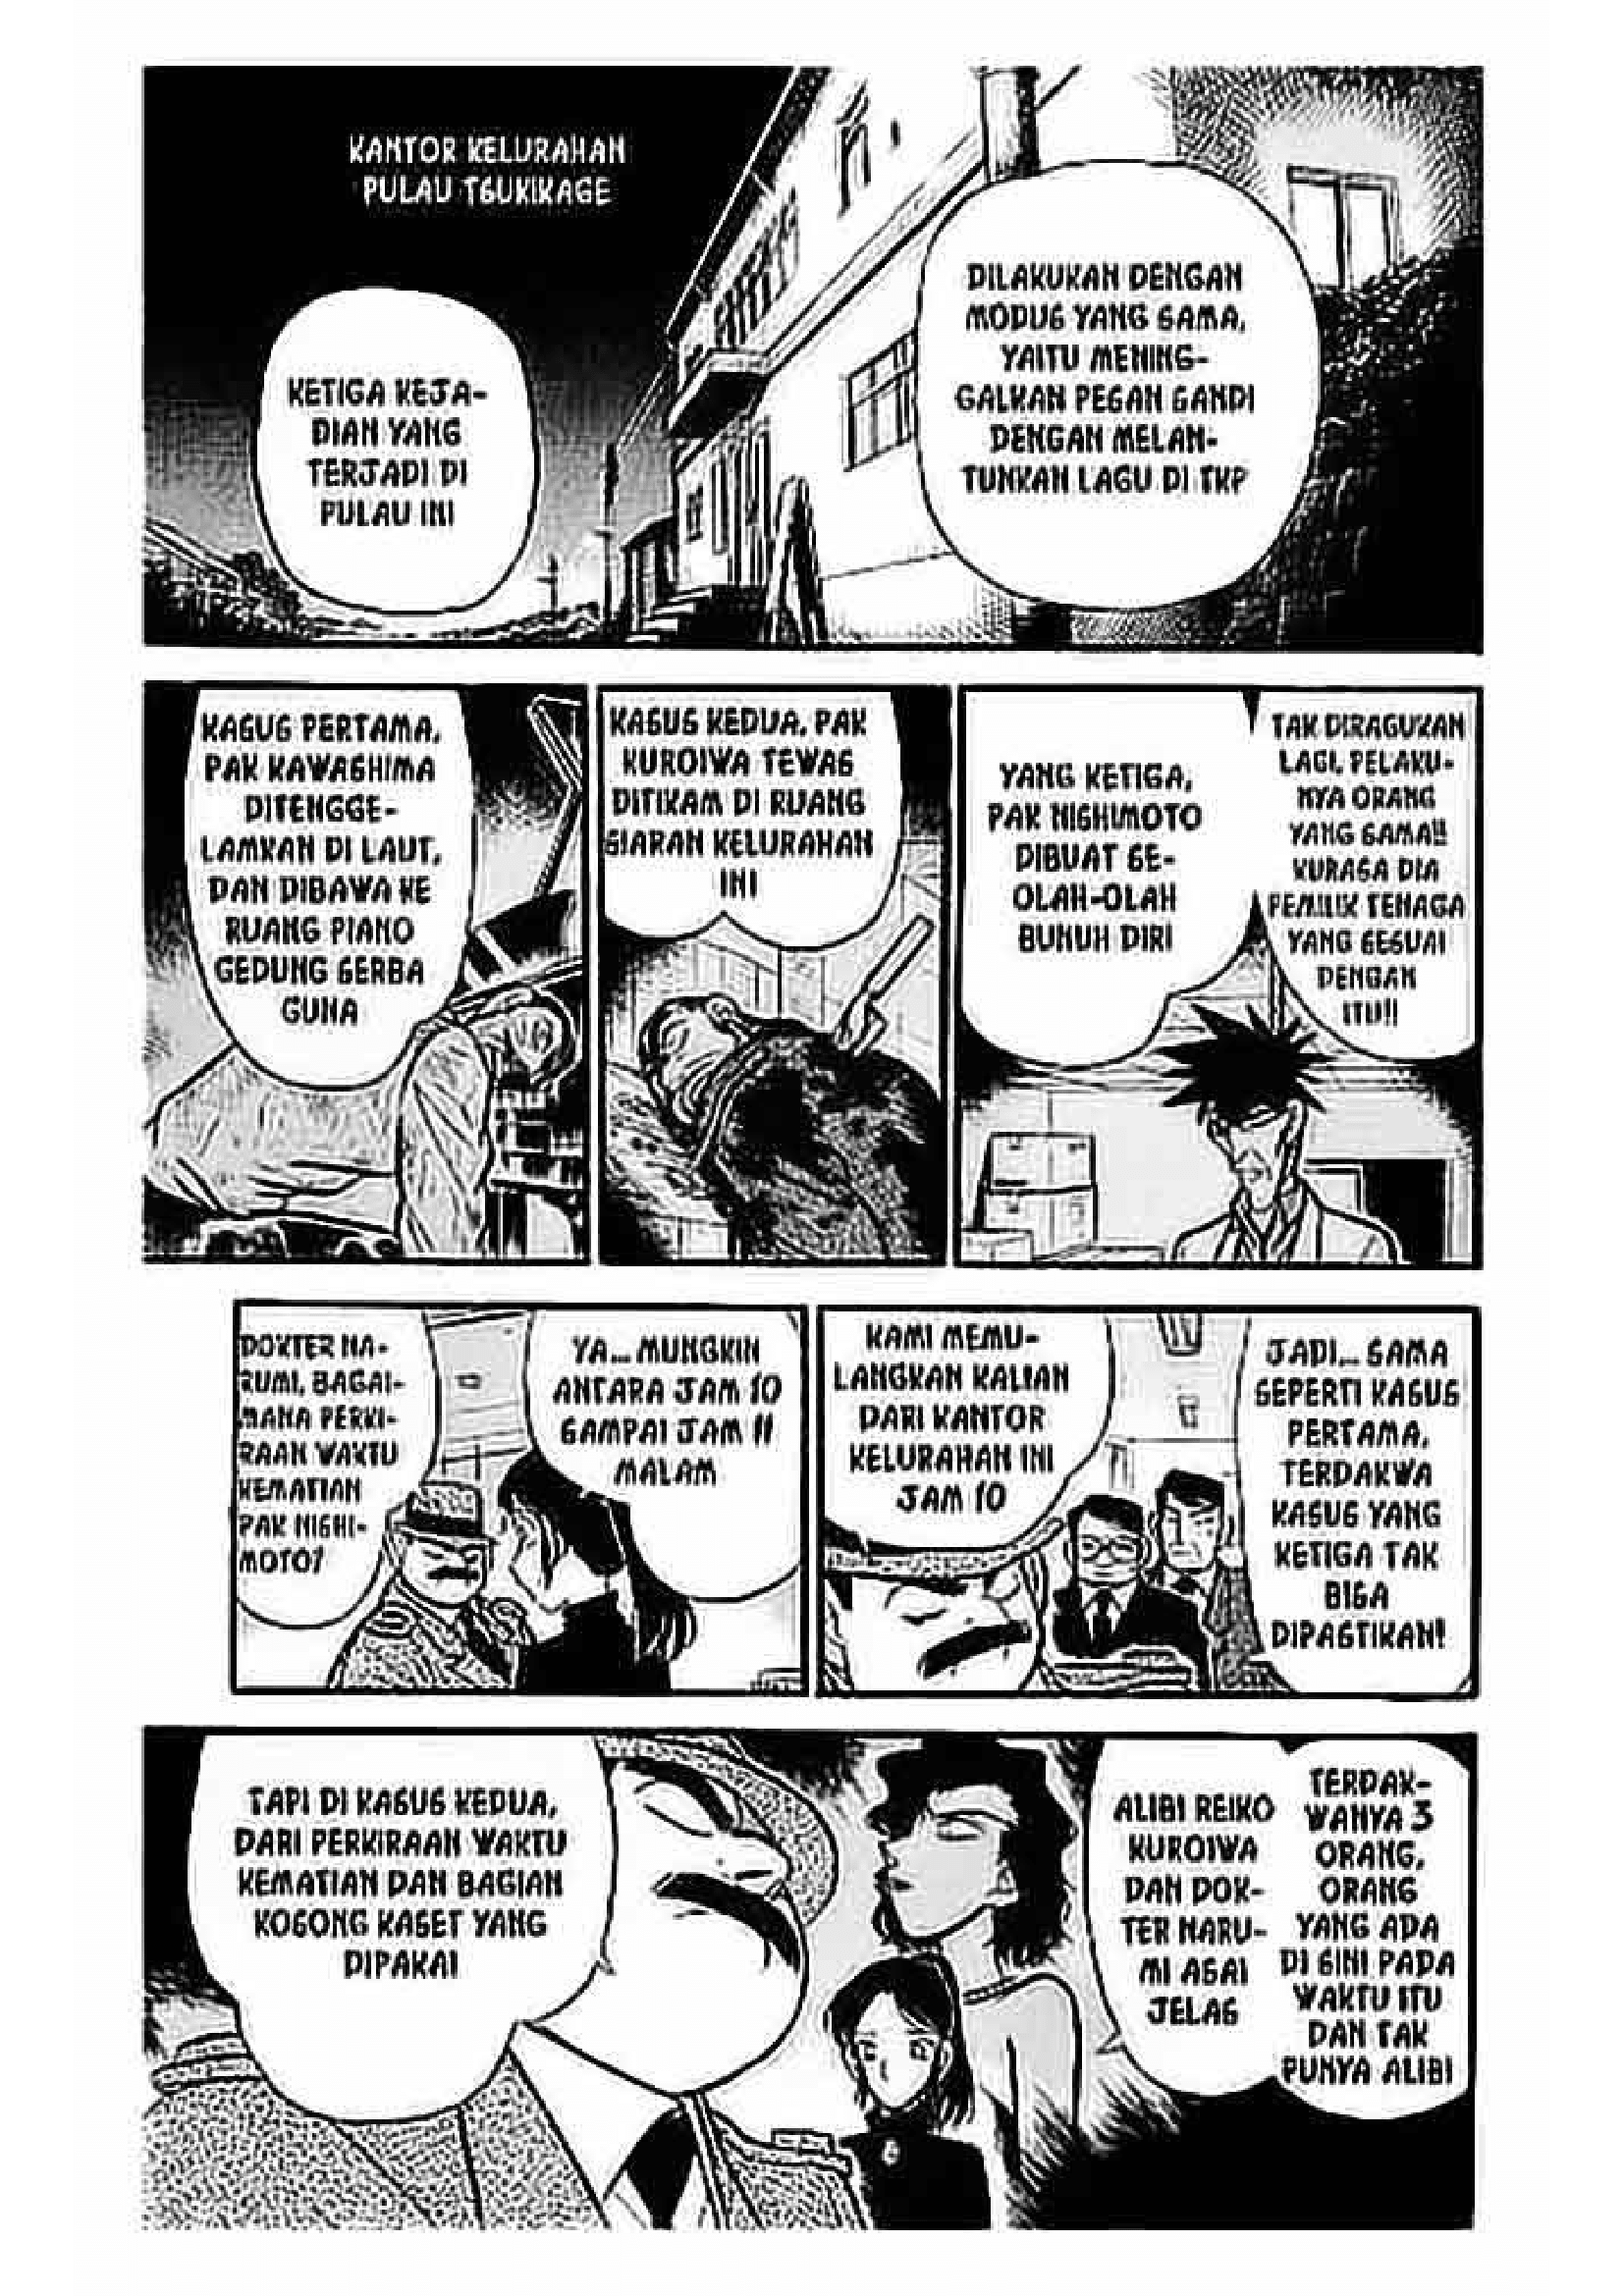 KANTOR KELURAHAN
PULAU TSUKIKAGE
KETIGA KEJA-
DIAN YANG
TERJADI DI
PULAU INI
DILAKUKAN DENGAN
MODUS YANG SAMA,
YAITU MENING-
GALKAN PESAN SANDI
DENGAN MELAN-
TUNKAN LAGU DI TKP
KASUS PERTAMA,
PAK KAWASHIMA
DITENGGE-
LAMKAN DI LAUT,
DAN DIBAWA KE
RUANG PIANO
GEDUNG SERBA
GUNA
KASUS KEDUA, PAK
KUROIWA TEWAS
DITIKAM DI RUANG
SIARAN KELURAHAN
INI
YANG KETIGA,
PAK NISHIMOTO
DIBUAT SE-
OLAH-OLAH
BUNUH DIRI
TAK DIRAGUKAN
LAGI, PELAKU-
NYA ORANG
YANG SAMA!!
KURASA DIA
PEMILIK TENAGA
YANG SESUAI
DENGAN
ITU!!
DOKTER NA-
RUMI, BAGAI-
MANA PERKI-
RAAN WAKTU
KEMATIAN
PAK NISHI-
MOTO?
YA... MUNGKIN
ANTARA JAM 10
SAMPAI JAM 11
MALAM
KAMI MEMU-
LANGKAN KALIAN
DARI KANTOR
KELURAHAN INI
JAM 10
JADI... SAMA
SEPERTI KASUS
PERTAMA,
TERDAKWA
KASUS YANG
KETIGA TAK
BISA
DIPASTIKAN!
TAPI DI KASUS KEDUA,
DARI PERKIRAAN WAKTU
KEMATIAN DAN BAGIAN
KOSONG KASET YANG
DIPAKAI
ALIBI REIKO
KUROIWA
DAN DOK-
TER NARU-
MI ASAI
JELAS
TERDAK-
WANYA 3
ORANG,
ORANG
YANG ADA
DI SINI PADA
WAKTU ITU
DAN TAK
PUNYA ALIBI